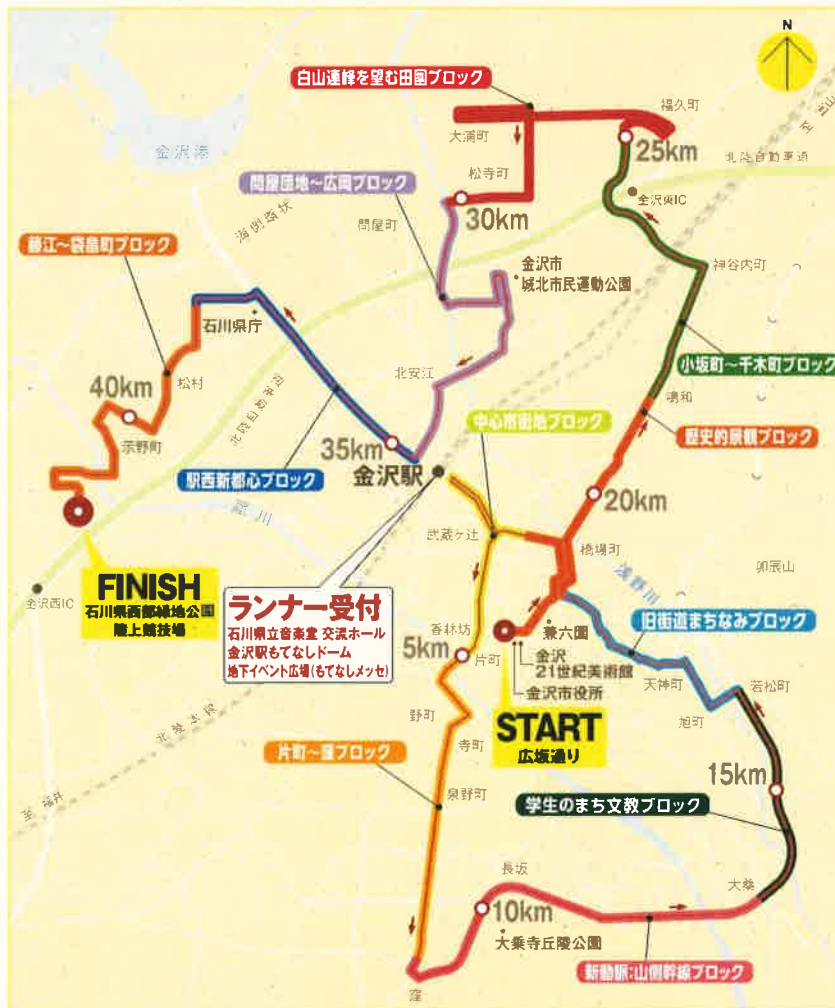 N
白山連峰を望む田園ブロック
福久町
大浦町
25km
至 富山
北陸自動車道
金沢港
松寺町
問屋団地～広岡ブロック
30km
金沢東IC
海側環状
問屋町
藤江～袋畠町ブロック
金沢市
城北市民運動公園
神谷内町
石川県庁
小坂町～千木町ブロック
北安江
松村
40km
鳴和
中心市街地ブロック
歴史的景観ブロック
北陸自動車道
35km
金沢駅
示野町
駅西新都心ブロック
20km
犀川
武蔵ヶ辻
橋場町
浅野川
卯辰山
FINISH
石川県西部緑地公園
陸上競技場
金沢西IC
ランナー受付
石川県立音楽堂 交流ホール
金沢駅もてなしドーム
地下イベント広場(もてなしメッセ)
香林坊
5km
片町
兼六園
金沢
21世紀美術館
金沢市役所
旧街道まちなみブロック
天神町
若松町
旭町
野町
START
広坂通り
寺町
北陸本線
片町～窪ブロック
泉野町
15km
至 福井
学生のまち文教ブロック
長坂
大桑
10km
大乗寺丘陵公園
新動脈:山側幹線ブロック
窪